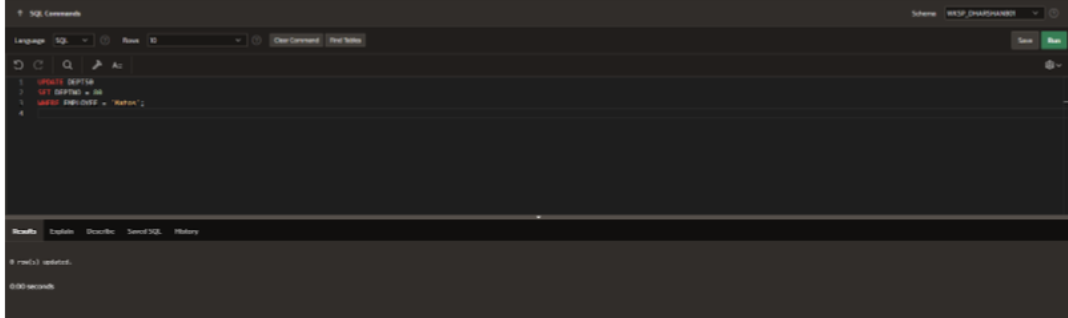 SQL Commands
Schema WKSP_DHARSHAN801
Language SQL Rows 10 Clear Command Find Tables
Save Run
1 UPDATE DEPT50
2 SET DEPTNO = 80
3 WHERE EMPLOYEE = 'Matos';
4
Results Explain Describe Saved SQL History
0 row(s) updated.
0.00 seconds